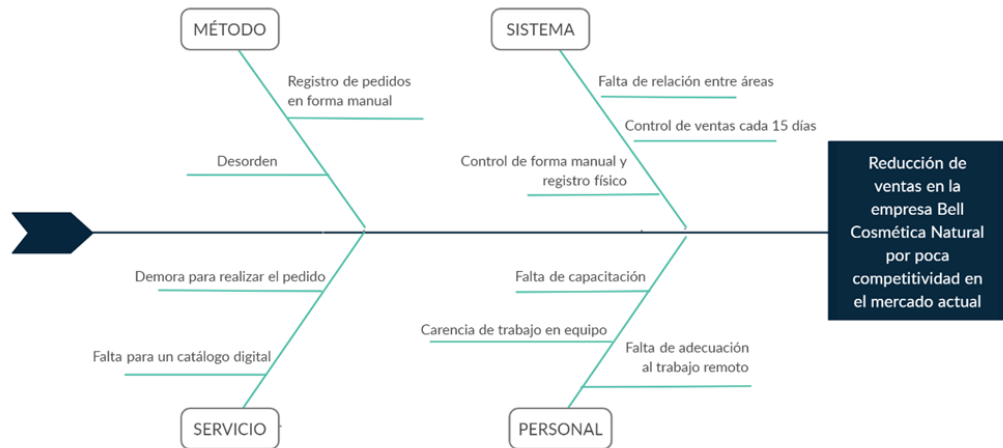 MÉTODO
SISTEMA
Registro de pedidos
en forma manual
Desorden
Falta de relación entre áreas
Control de ventas cada 15 días
Control de forma manual y
registro físico
Reducción de
ventas en la
empresa Bell
Cosmética Natural
por poca
competitividad en
el mercado actual
Demora para realizar el pedido
Falta para un catálogo digital
Falta de capacitación
Carencia de trabajo en equipo
Falta de adecuación
al trabajo remoto
SERVICIO
PERSONAL